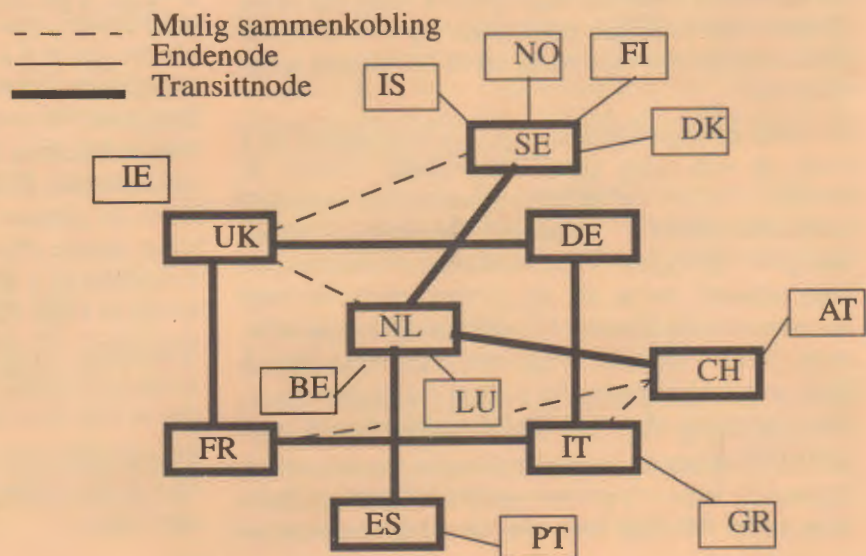 Mulig sammenkobling
Endenode
Transittnode
NO
FI
IS
SE
DK
IE
UK
DE
NL
AT
CH
BE
LU
FR
IT
ES
PT
GR